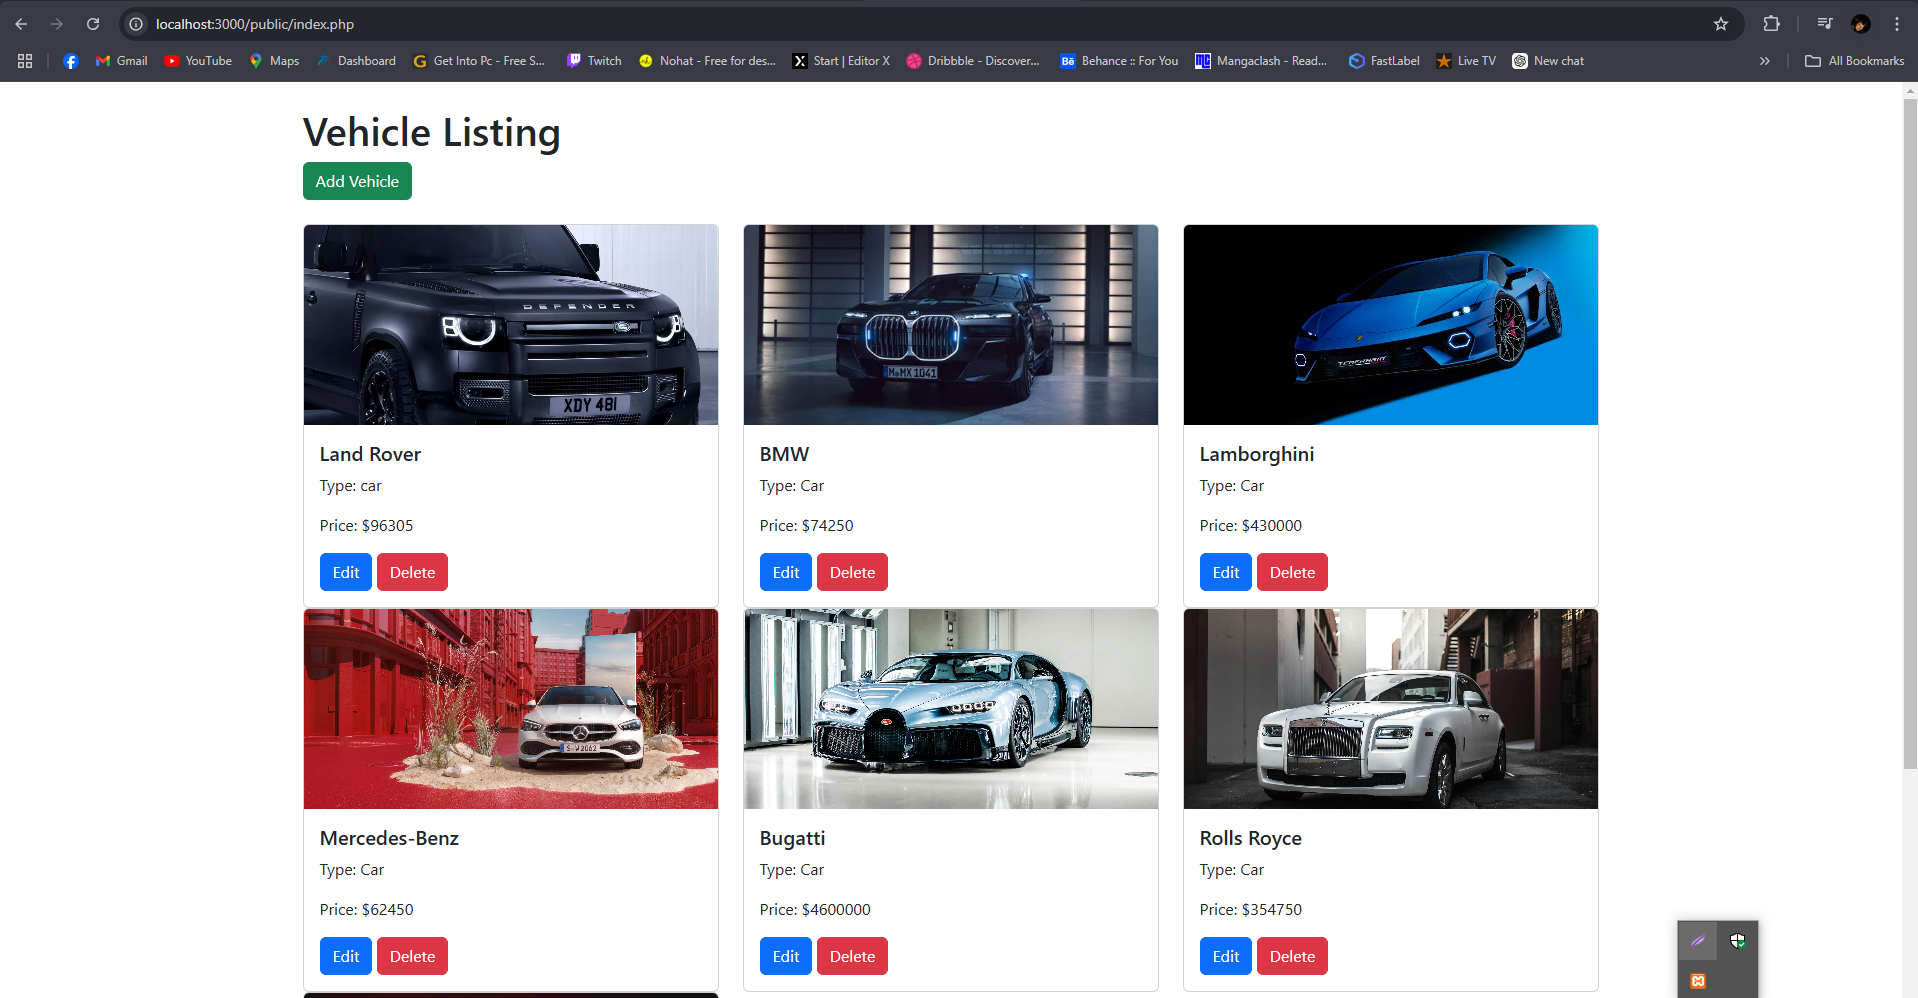 localhost:3000/public/index.php
Gmail YouTube Maps Dashboard Get Into Pc - Free S... Twitch Nohat - Free for des... Start | Editor X Dribbble - Discover... Bē Behance :: For You Mangaclash - Read... FastLabel Live TV New chat » All Bookmarks
Vehicle Listing
Add Vehicle
DEFENDER
XDY 481
M MX 1041
Land Rover
Type: car
Price: $96305
Edit Delete
BMW
Type: Car
Price: $74250
Edit Delete
Lamborghini
Type: Car
Price: $430000
Edit Delete
Mercedes-Benz
Type: Car
Price: $62450
Edit Delete
Bugatti
Type: Car
Price: $4600000
Edit Delete
Rolls Royce
Type: Car
Price: $354750
Edit Delete